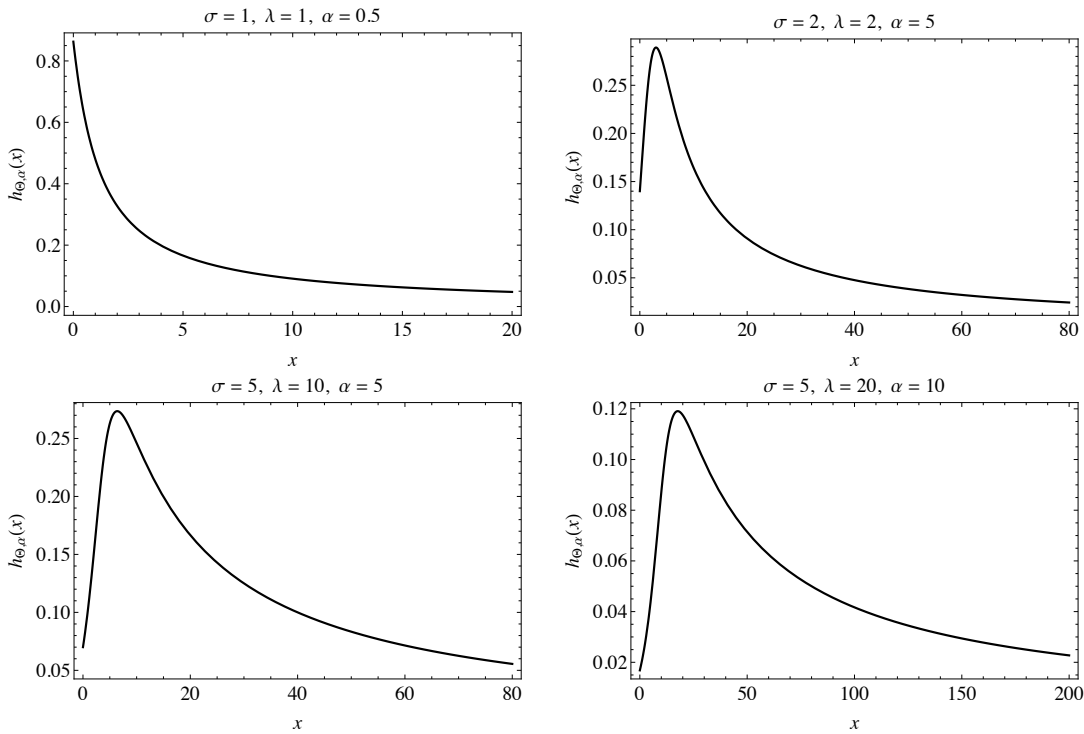 σ = 1, λ = 1, α = 0.5
0.8
0.6
0.4
0.2
0.0
h_{Θ,α}(x)
0 5 10 15 20
x
σ = 2, λ = 2, α = 5
0.25
0.20
0.15
0.10
0.05
h_{Θ,α}(x)
0 20 40 60 80
x
σ = 5, λ = 10, α = 5
0.25
0.20
0.15
0.10
0.05
h_{Θ,α}(x)
0 20 40 60 80
x
σ = 5, λ = 20, α = 10
0.12
0.10
0.08
0.06
0.04
0.02
h_{Θ,α}(x)
0 50 100 150 200
x